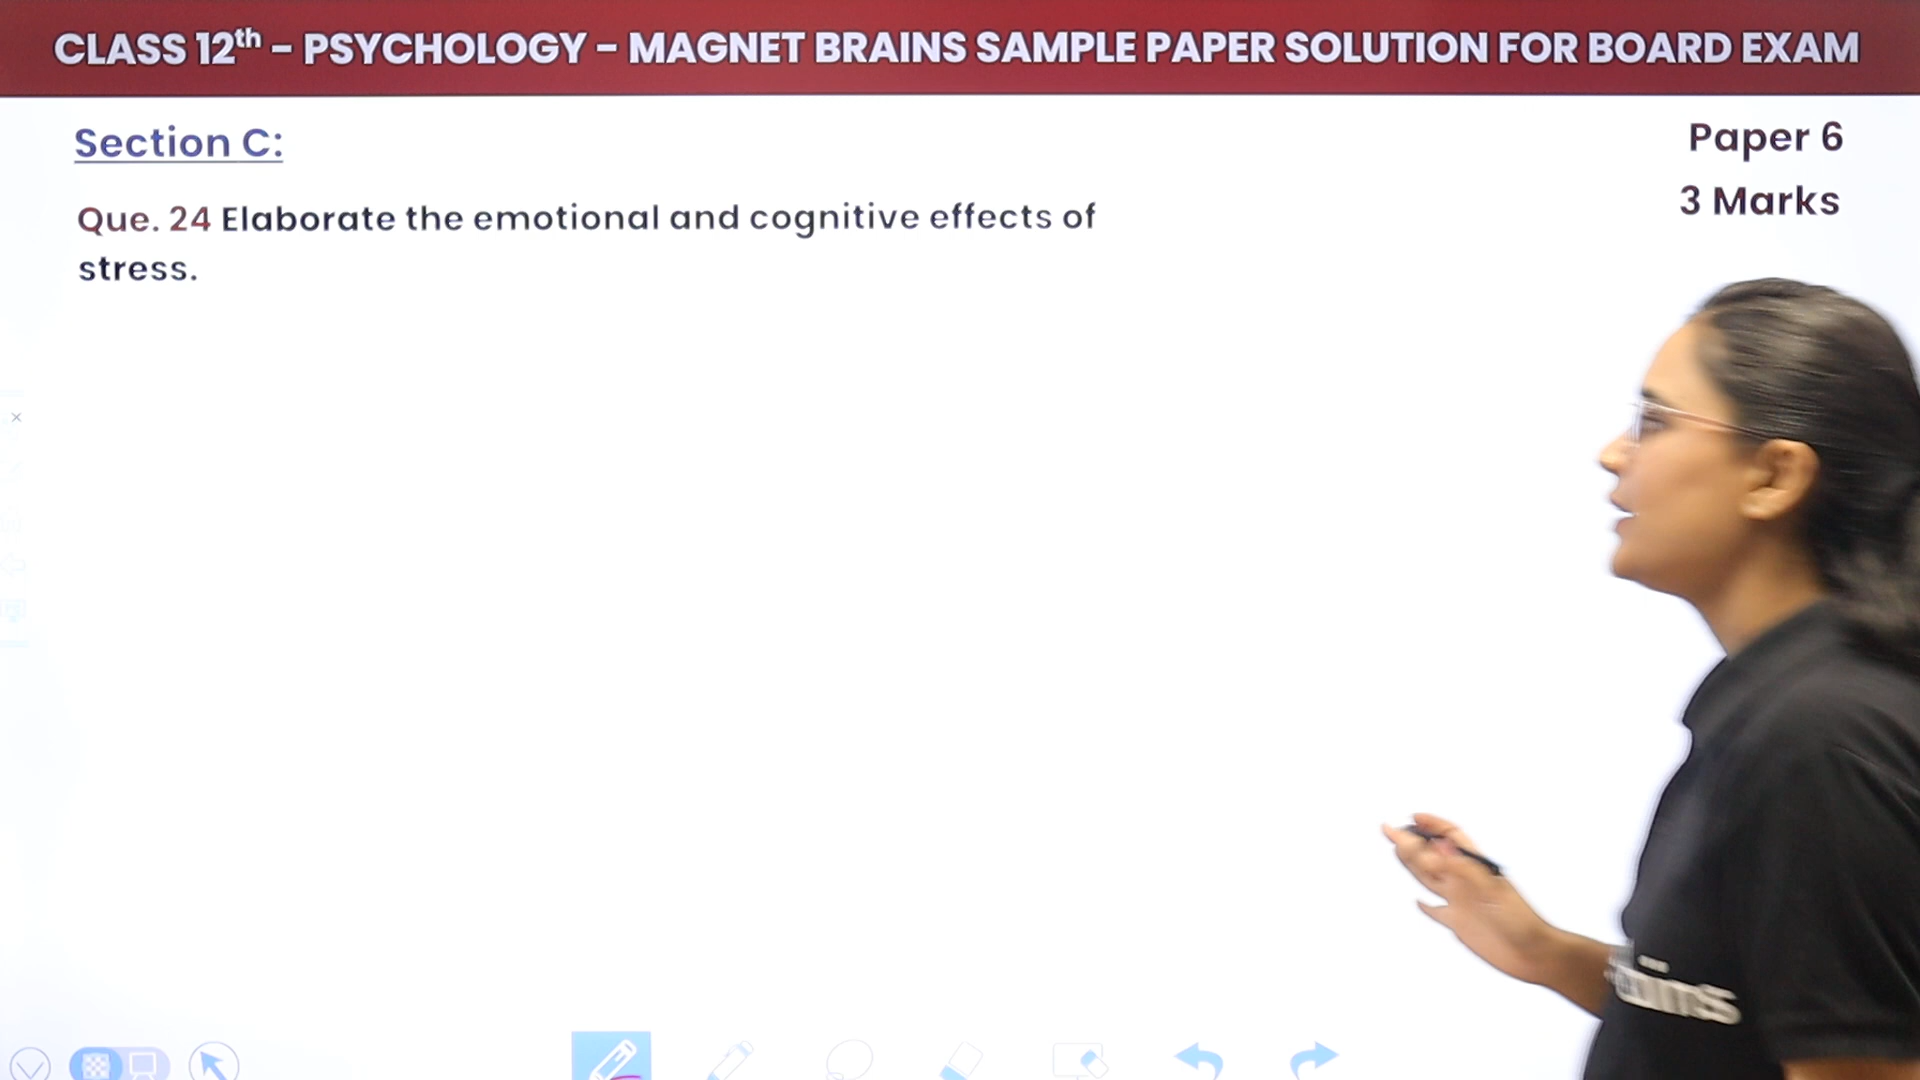 CLASS 12th – PSYCHOLOGY – MAGNET BRAINS SAMPLE PAPER SOLUTION FOR BOARD EXAM
Section C:
Paper 6
3 Marks
Que. 24 Elaborate the emotional and cognitive effects of
stress.